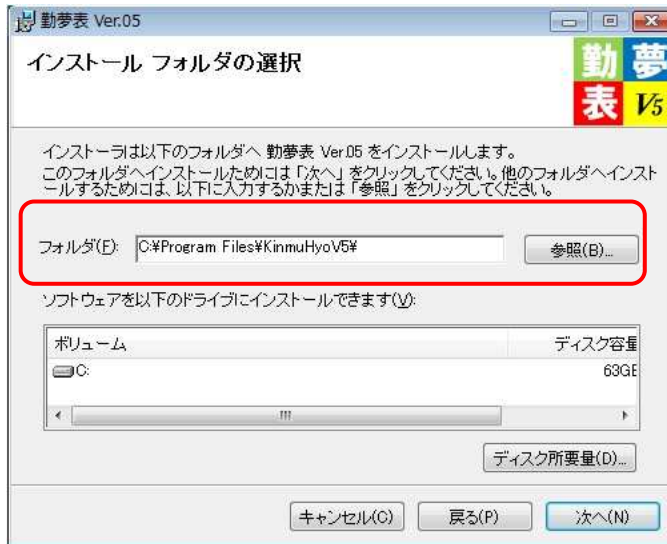 勤夢表 Ver.05
インストール フォルダの選択
勤 夢
表 V5
インストーラは以下のフォルダへ 勤夢表 Ver.05 をインストールします。
このフォルダへインストールためには「次へ」をクリックしてください。他のフォルダへインスト
ールするためには、以下に入力するかまたは「参照」をクリックしてください。
フォルダ(F): C:¥Program Files¥KinmuHyoV5¥ 参照(B)...
ソフトウェアを以下のドライブにインストールできます(V):
ボリューム ディスク容量
C: 63GB
ディスク所要量(D)...
キャンセル(C) 戻る(P) 次へ(N)